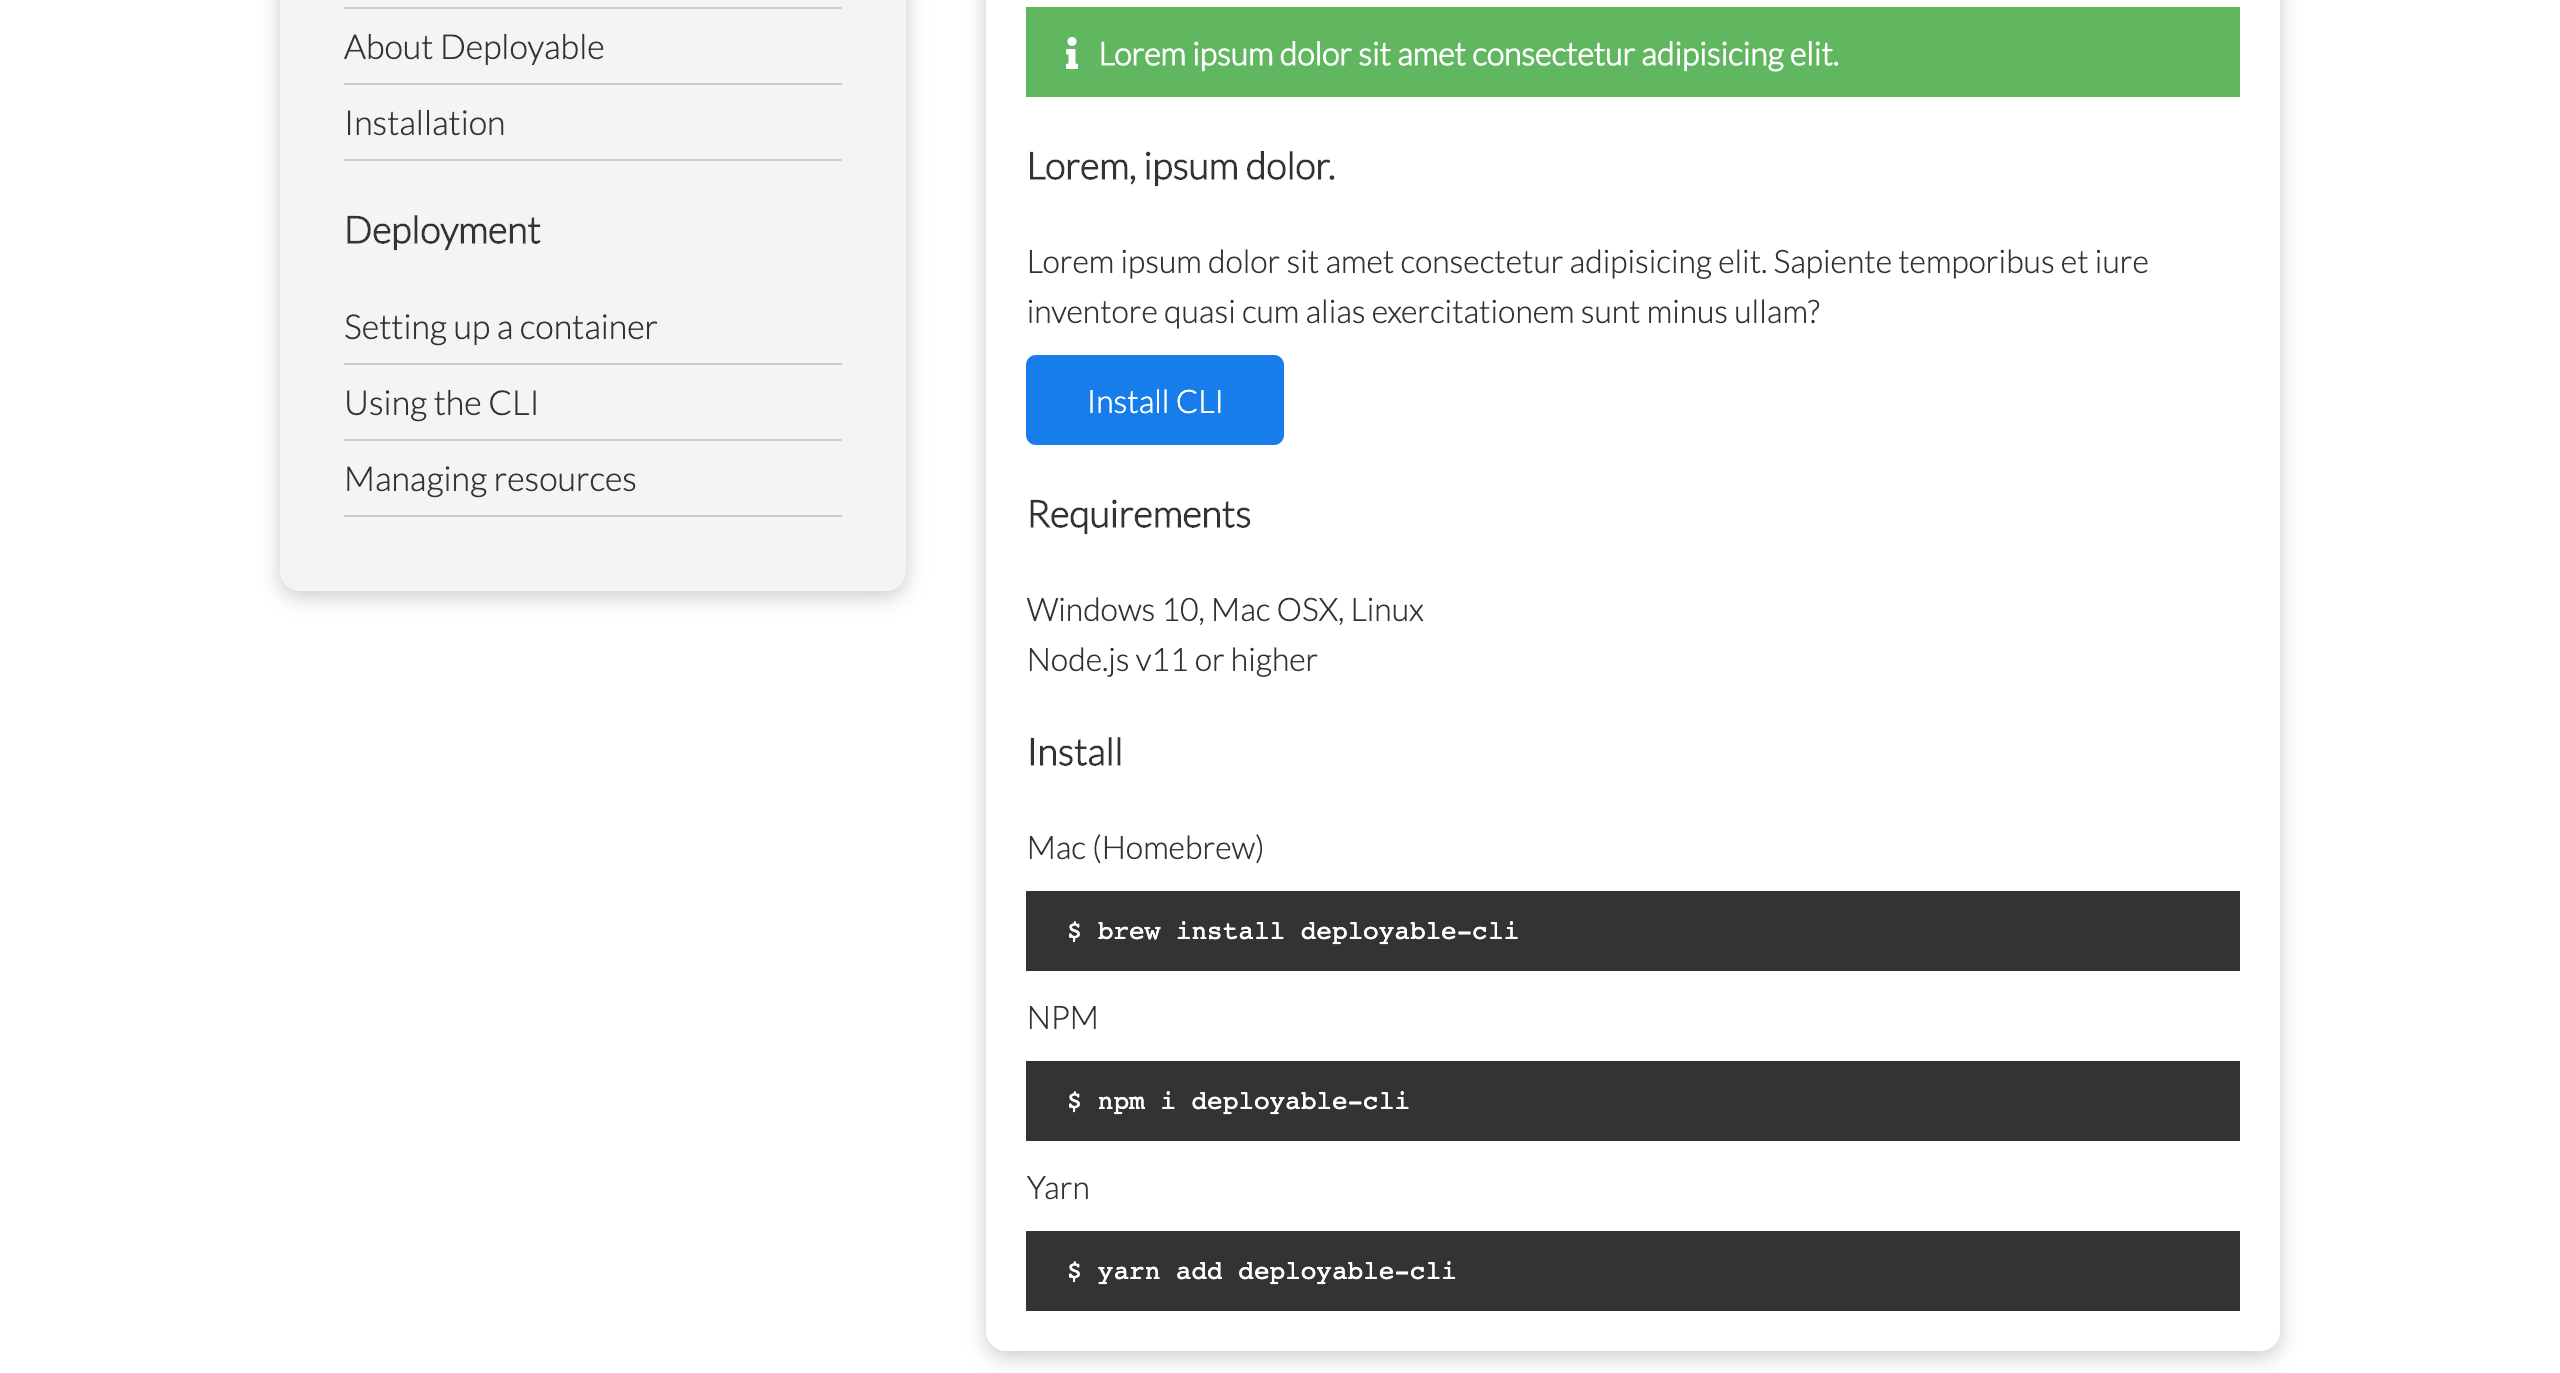 About Deployable
Installation
Deployment
Setting up a container
Using the CLI
Managing resources
Lorem ipsum dolor sit amet consectetur adipisicing elit.
Lorem, ipsum dolor.
Lorem ipsum dolor sit amet consectetur adipisicing elit. Sapiente temporibus et iure
inventore quasi cum alias exercitationem sunt minus ullam?
Install CLI
Requirements
Windows 10, Mac OSX, Linux
Node.js v11 or higher
Install
Mac (Homebrew)
$ brew install deployable-cli
NPM
$ npm i deployable-cli
Yarn
$ yarn add deployable-cli